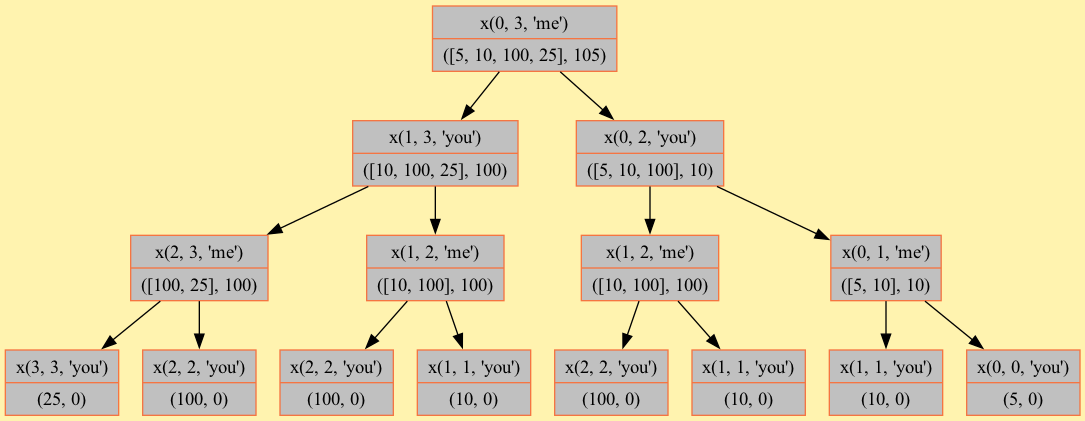 x(0, 3, 'me')
([5, 10, 100, 25], 105)
x(1, 3, 'you')
([10, 100, 25], 100)
x(0, 2, 'you')
([5, 10, 100], 10)
x(2, 3, 'me')
([100, 25], 100)
x(1, 2, 'me')
([10, 100], 100)
x(1, 2, 'me')
([10, 100], 100)
x(0, 1, 'me')
([5, 10], 10)
x(3, 3, 'you')
(25, 0)
x(2, 2, 'you')
(100, 0)
x(2, 2, 'you')
(100, 0)
x(1, 1, 'you')
(10, 0)
x(2, 2, 'you')
(100, 0)
x(1, 1, 'you')
(10, 0)
x(1, 1, 'you')
(10, 0)
x(0, 0, 'you')
(5, 0)